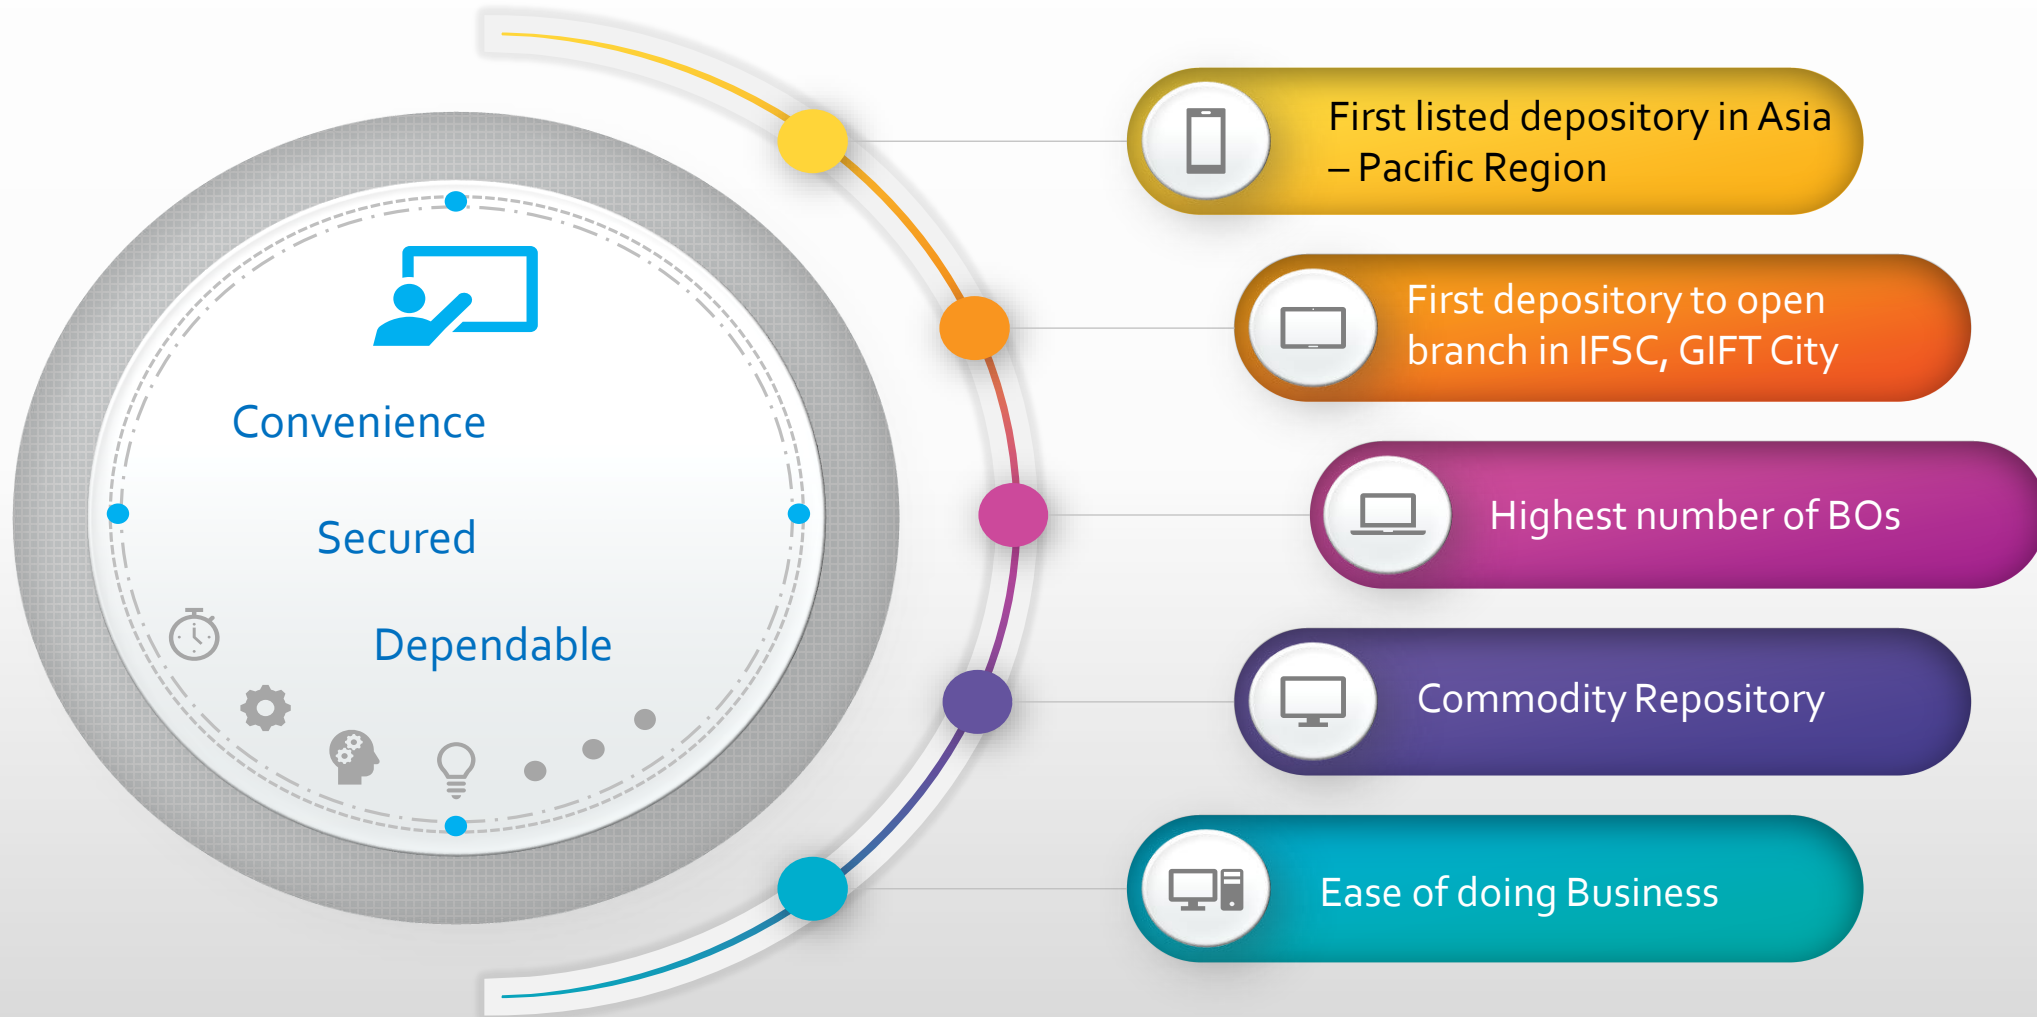 Convenience
Secured
Dependable
First listed depository in Asia
– Pacific Region
First depository to open
branch in IFSC, GIFT City
Highest number of BOs
Commodity Repository
Ease of doing Business